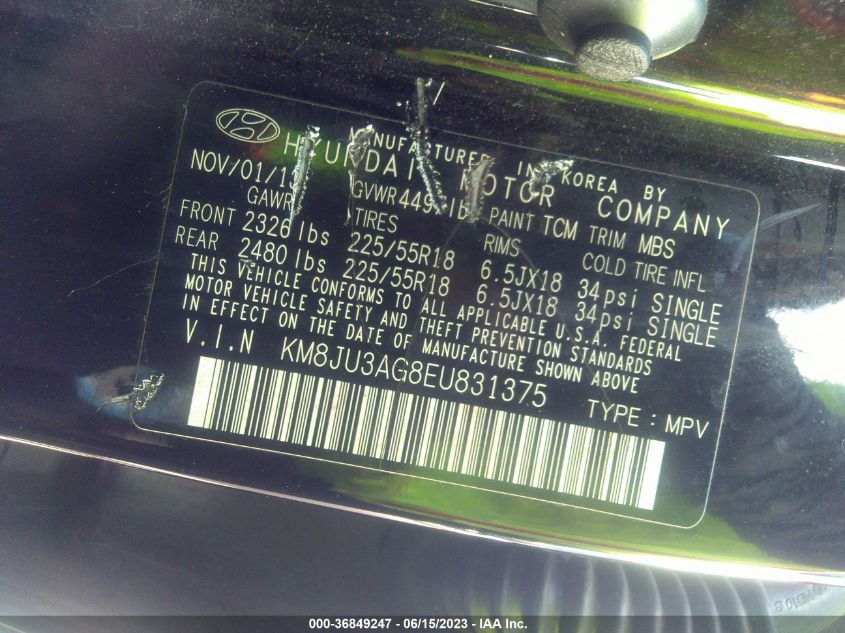 MANUFACTURED IN KOREA BY
HYUNDAI MOTOR COMPANY
NOV/01/1
GVWR 449 lb PAINT TCM TRIM MBS
GAWR TIRES RIMS COLD TIRE INFL
FRONT 2326 lbs 225/55R18 6.5JX18 34psi SINGLE
REAR 2480 lbs 225/55R18 6.5JX18 34psi SINGLE
THIS VEHICLE CONFORMS TO ALL APPLICABLE U.S.A. FEDERAL
MOTOR VEHICLE SAFETY AND THEFT PREVENTION STANDARDS
IN EFFECT ON THE DATE OF MANUFACTURE SHOWN ABOVE
V.I.N KM8JU3AG8EU831375 TYPE : MPV
000-36849247 - 06/15/2023 - IAA Inc.